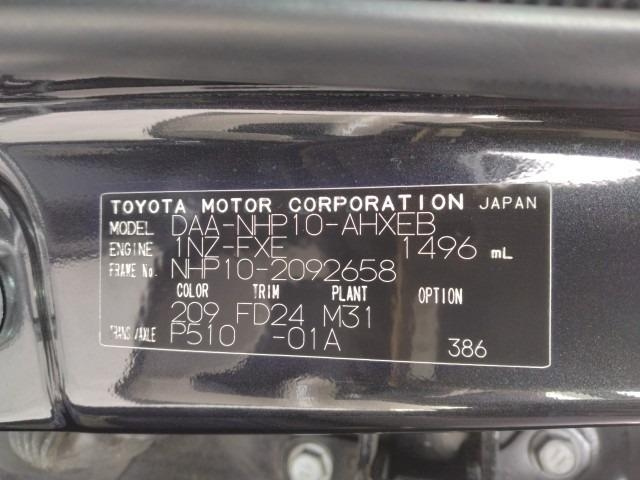 TOYOTA MOTOR CORPORATION JAPAN
MODEL DAA-NHP10-AHXEB
ENGINE 1NZ-FXE 1496 mL
FRAME No. NHP10-2092658
COLOR TRIM PLANT OPTION
209 FD24 M31
TRANS/AXLE P510 -01A
386